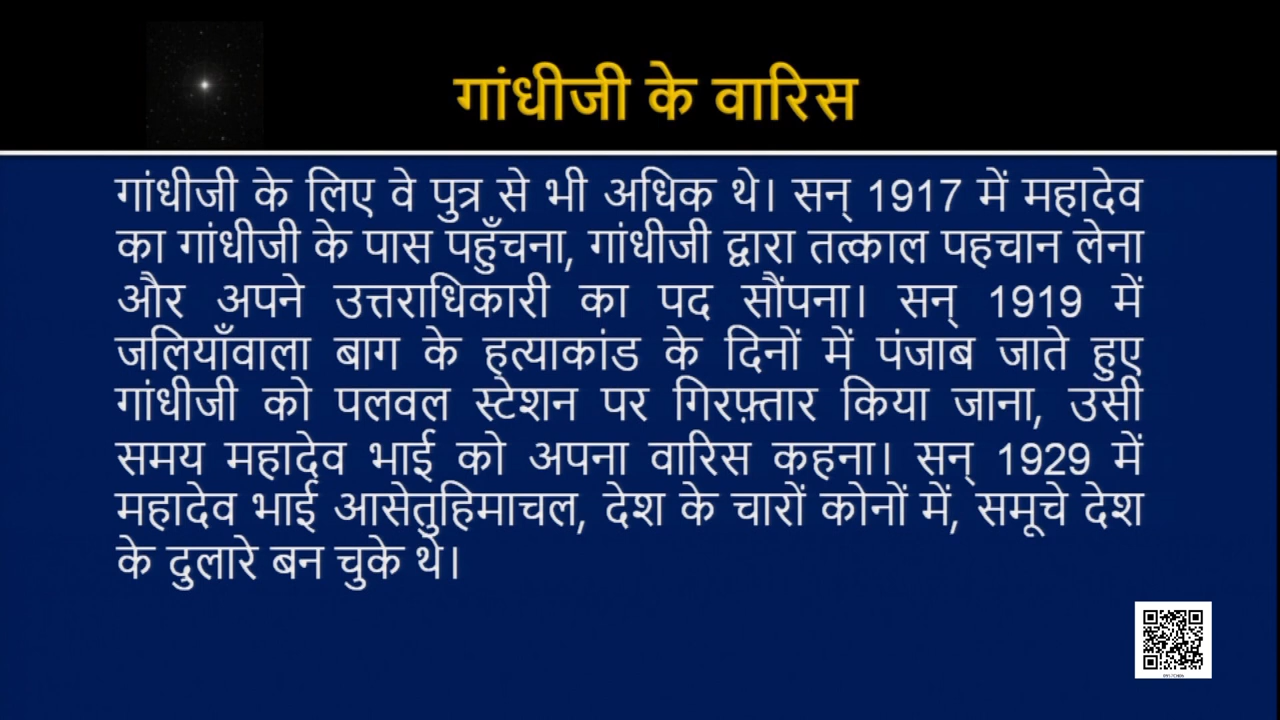 गांधीजी के वारिस
गांधीजी के लिए वे पुत्र से भी अधिक थे। सन् 1917 में महादेव
का गांधीजी के पास पहुँचना, गांधीजी द्वारा तत्काल पहचान लेना
और अपने उत्तराधिकारी का पद सौंपना। सन् 1919 में
जलियाँवाला बाग के हत्याकांड के दिनों में पंजाब जाते हुए
गांधीजी को पलवल स्टेशन पर गिरफ़्तार किया जाना, उसी
समय महादेव भाई को अपना वारिस कहना। सन् 1929 में
महादेव भाई आसेतुहिमाचल, देश के चारों कोनों में, समूचे देश
के दुलारे बन चुके थे।